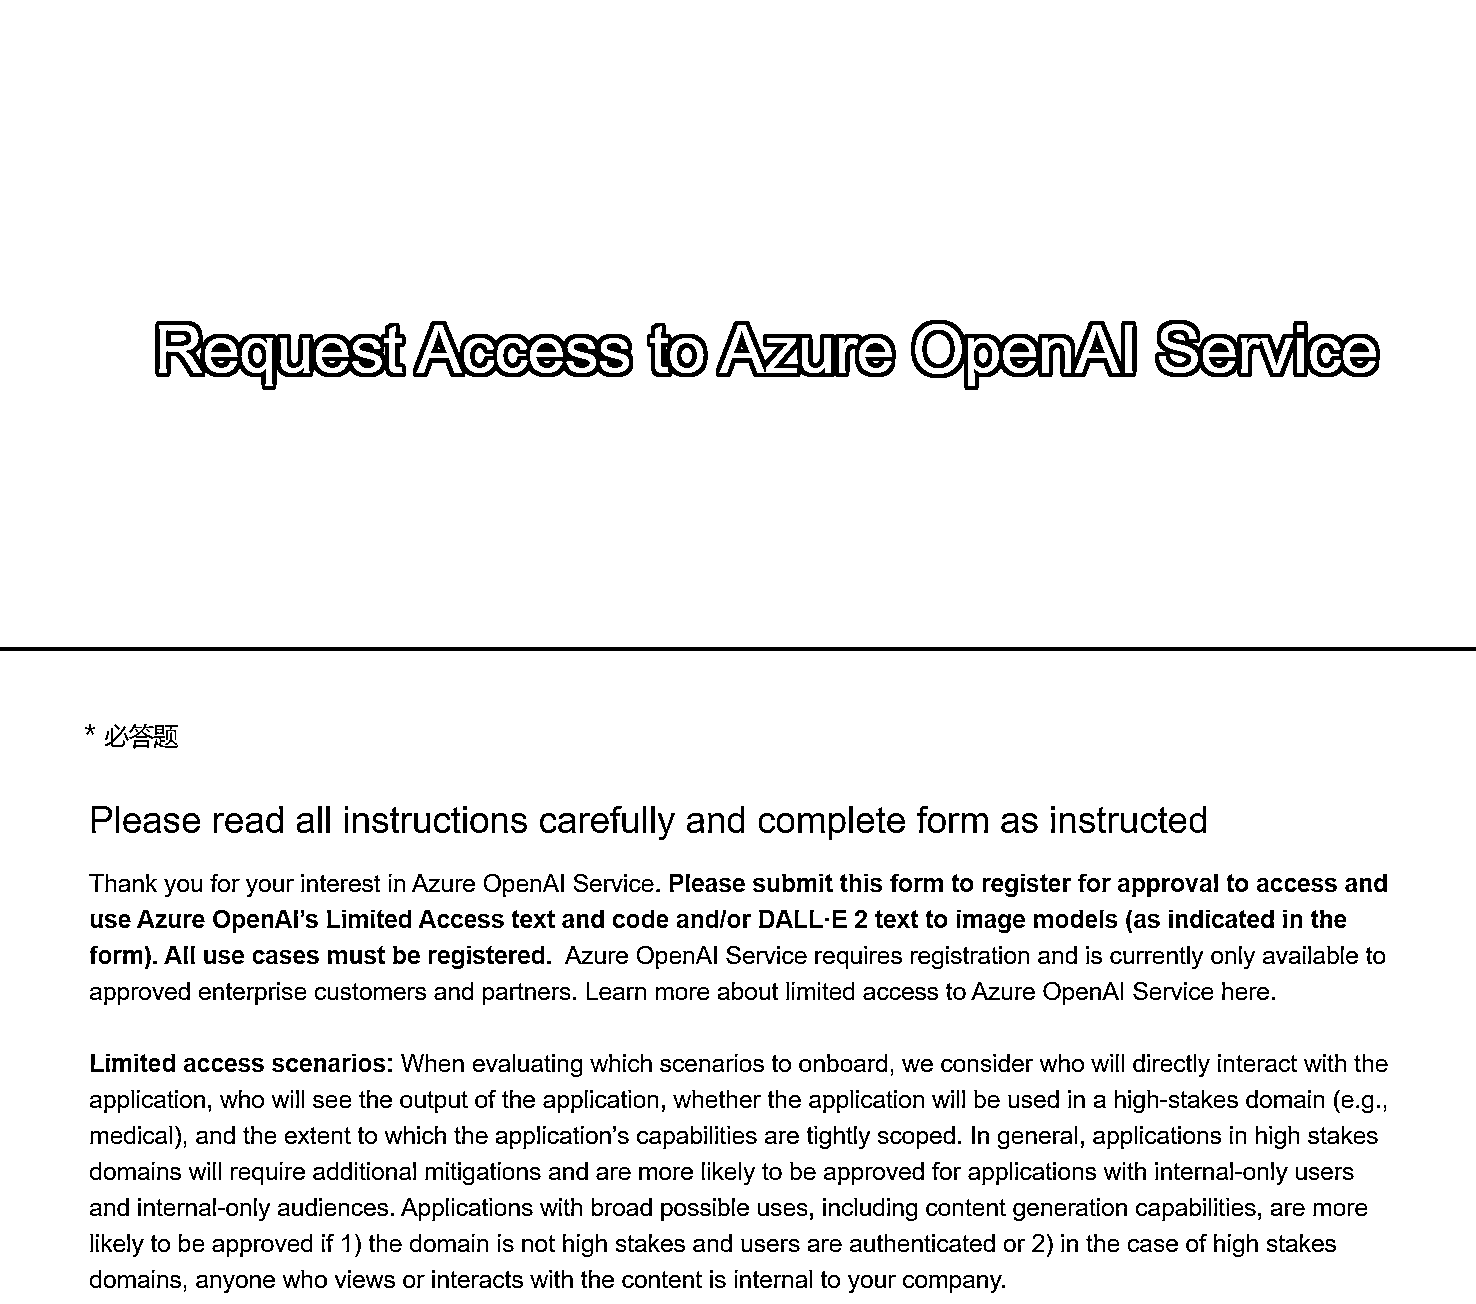 Request Access to Azure OpenAI Service
* 必答题
Please read all instructions carefully and complete form as instructed
Thank you for your interest in Azure OpenAI Service. Please submit this form to register for approval to access and
use Azure OpenAI’s Limited Access text and code and/or DALL·E 2 text to image models (as indicated in the
form). All use cases must be registered.  Azure OpenAI Service requires registration and is currently only available to
approved enterprise customers and partners. Learn more about limited access to Azure OpenAI Service here.
Limited access scenarios: When evaluating which scenarios to onboard, we consider who will directly interact with the
application, who will see the output of the application, whether the application will be used in a high-stakes domain (e.g.,
medical), and the extent to which the application’s capabilities are tightly scoped. In general, applications in high stakes
domains will require additional mitigations and are more likely to be approved for applications with internal-only users
and internal-only audiences. Applications with broad possible uses, including content generation capabilities, are more
likely to be approved if 1) the domain is not high stakes and users are authenticated or 2) in the case of high stakes
domains, anyone who views or interacts with the content is internal to your company.